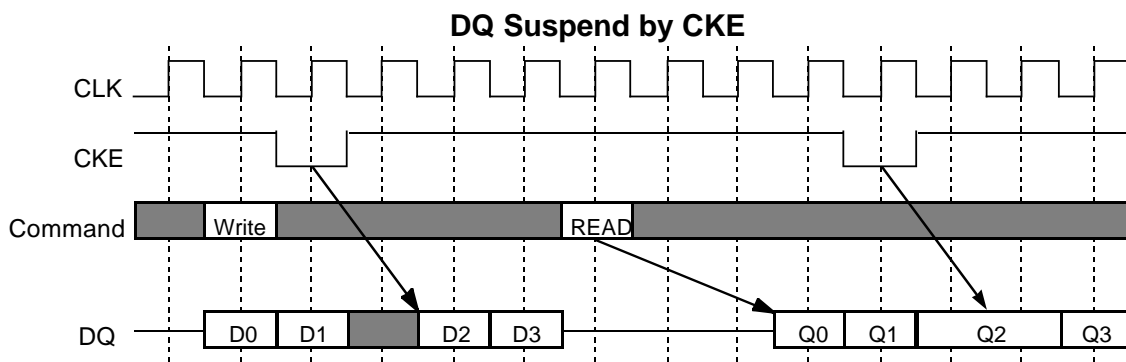 DQ Suspend by CKE
CLK
CKE
Command Write READ
DQ D0 D1 D2 D3 Q0 Q1 Q2 Q3